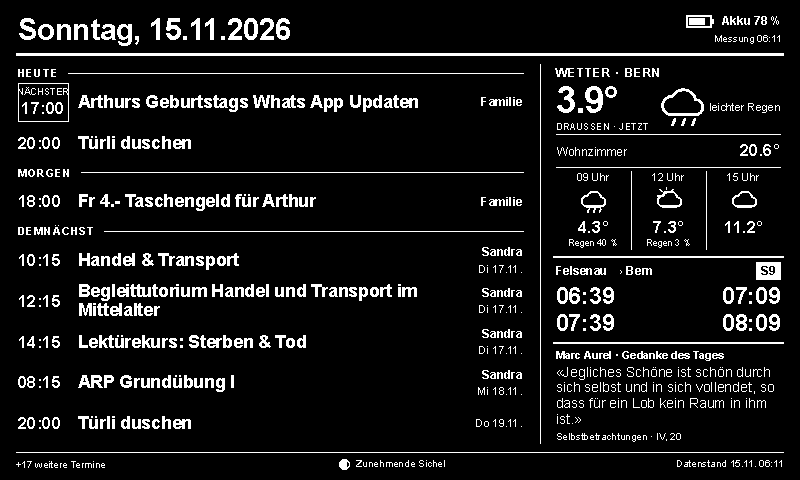 Sonntag, 15.11.2026
Akku 78 %
Messung 06:11
HEUTE
NÄCHSTER
17:00 Arthurs Geburtstags Whats App Updaten Familie
20:00 Türli duschen
MORGEN
18:00 Fr 4.- Taschengeld für Arthur Familie
DEMNÄCHST
10:15 Handel & Transport Sandra
Di 17.11.
12:15 Begleittutorium Handel und Transport im Mittelalter Sandra
Di 17.11.
14:15 Lektürekurs: Sterben & Tod Sandra
Di 17.11.
08:15 ARP Grundübung I Sandra
Mi 18.11.
20:00 Türli duschen Do 19.11.
WETTER · BERN
3.9° leichter Regen
DRAUSSEN · JETZT
Wohnzimmer 20.6°
09 Uhr 12 Uhr 15 Uhr
4.3° 7.3° 11.2°
Regen 40 % Regen 3 %
Felsenau › Bern S9
06:39 07:09
07:39 08:09
Marc Aurel · Gedanke des Tages
«Jegliches Schöne ist schön durch
sich selbst und in sich vollendet, so
dass für ein Lob kein Raum in ihm
ist.»
Selbstbetrachtungen · IV, 20
+17 weitere Termine
Zunehmende Sichel
Datenstand 15.11. 06:11